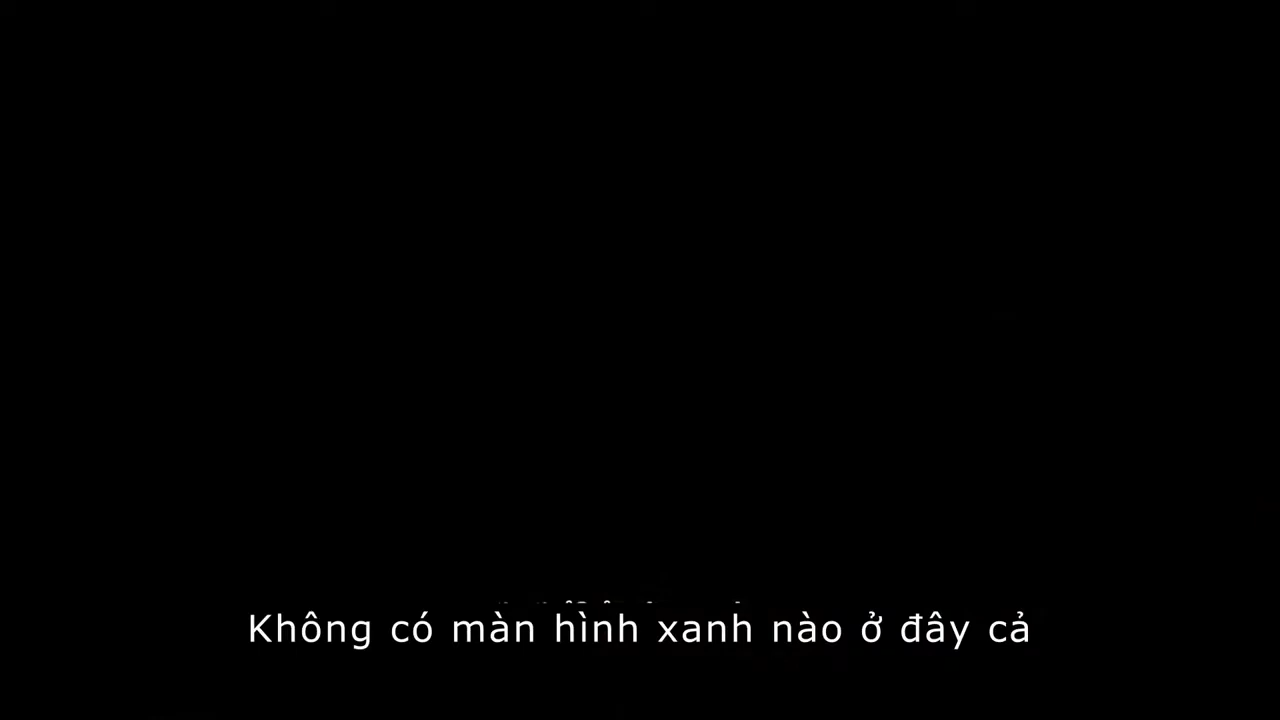 Không có màn hình xanh nào ở đây cả